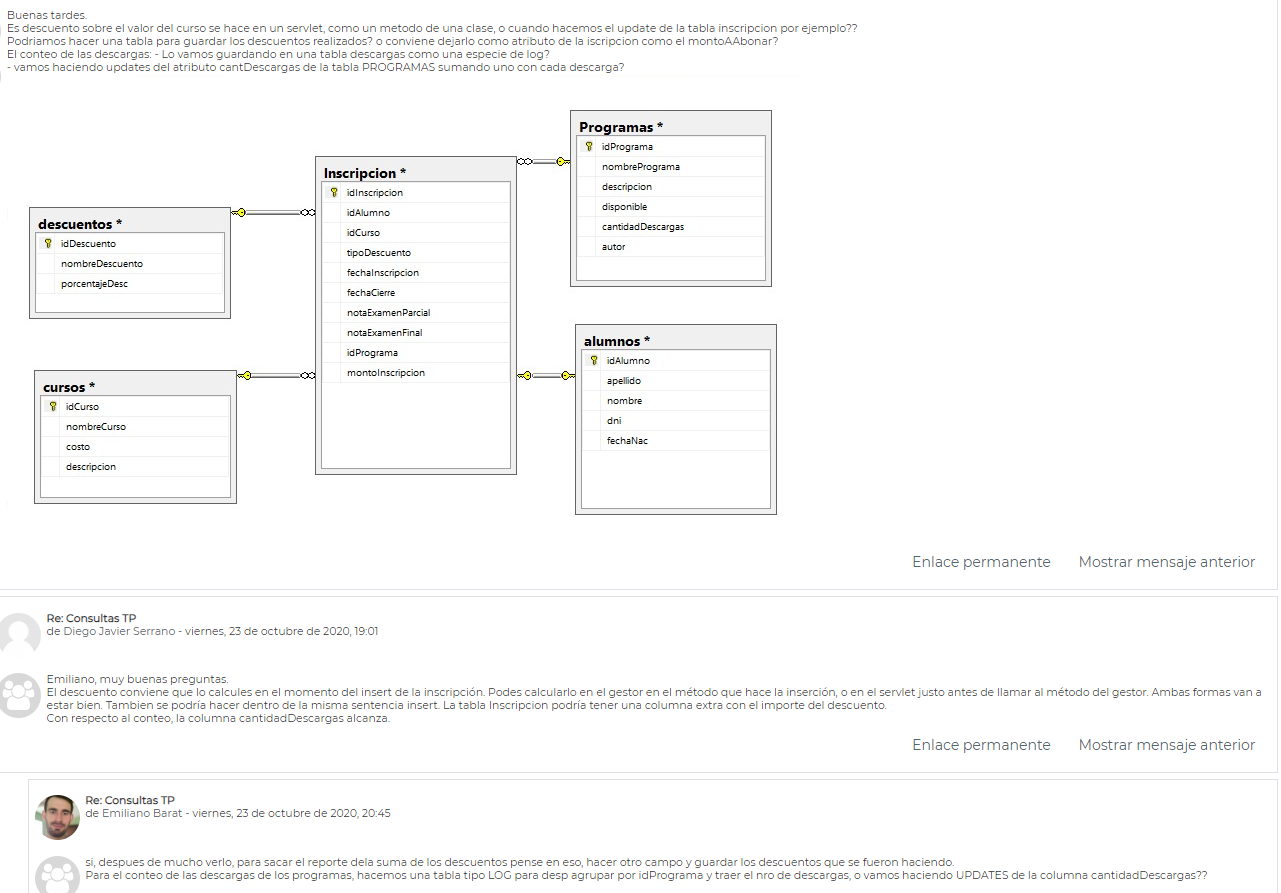 Buenas tardes.
Es descuento sobre el valor del curso se hace en un servlet, como un metodo de una clase, o cuando hacemos el update de la tabla inscripcion por ejemplo??
Podriamos hacer una tabla para guardar los descuentos realizados? o conviene dejarlo como atributo de la iscripcion como el montoAAbonar?
El conteo de las descargas: - Lo vamos guardando en una tabla descargas como una especie de log?
- vamos haciendo updates del atributo cantDescargas de la tabla PROGRAMAS sumando uno con cada descarga?
descuentos *
idDescuento
nombreDescuento
porcentajeDesc
cursos *
idCurso
nombreCurso
costo
descripcion
Inscripcion *
idInscripcion
idAlumno
idCurso
tipoDescuento
fechaInscripcion
fechaCierre
notaExamenParcial
notaExamenFinal
idPrograma
montoInscripcion
Programas *
idPrograma
nombrePrograma
descripcion
disponible
cantidadDescargas
autor
alumnos *
idAlumno
apellido
nombre
dni
fechaNac
Enlace permanente Mostrar mensaje anterior
Re: Consultas TP
de Diego Javier Serrano - viernes, 23 de octubre de 2020, 19:01
Emiliano, muy buenas preguntas.
El descuento conviene que lo calcules en el momento del insert de la inscripción. Podes calcularlo en el gestor en el método que hace la inserción, o en el servlet justo antes de llamar al método del gestor. Ambas formas van a
estar bien. Tambien se podría hacer dentro de la misma sentencia insert. La tabla Inscripcion podría tener una columna extra con el importe del descuento.
Con respecto al conteo, la columna cantidadDescargas alcanza.
Enlace permanente Mostrar mensaje anterior
Re: Consultas TP
de Emiliano Barat - viernes, 23 de octubre de 2020, 20:45
si, despues de mucho verlo, para sacar el reporte dela suma de los descuentos pense en eso, hacer otro campo y guardar los descuentos que se fueron haciendo.
Para el conteo de las descargas de los programas, hacemos una tabla tipo LOG para desp agrupar por idPrograma y traer el nro de descargas, o vamos haciendo UPDATES de la columna cantidadDescargas??